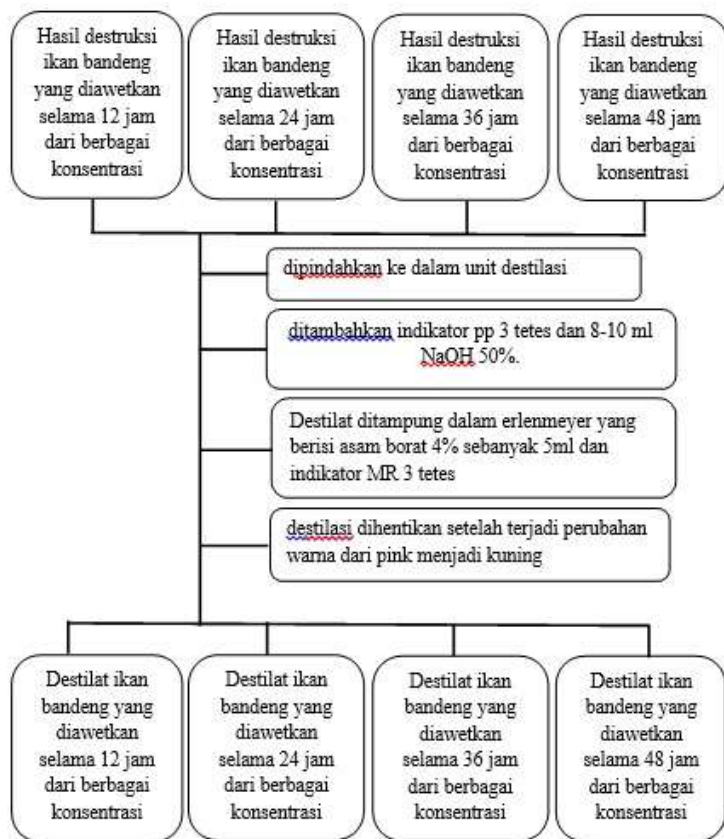 Hasil destruksi
ikan bandeng
yang diawetkan
selama 12 jam
dari berbagai
konsentrasi
Hasil destruksi
ikan bandeng
yang diawetkan
selama 24 jam
dari berbagai
konsentrasi
Hasil destruksi
ikan bandeng
yang diawetkan
selama 36 jam
dari berbagai
konsentrasi
Hasil destruksi
ikan bandeng
yang diawetkan
selama 48 jam
dari berbagai
konsentrasi
dipindahkan ke dalam unit destilasi
ditambahkan indikator pp 3 tetes dan 8-10 ml
NaOH 50%.
Destilat ditampung dalam erlenmeyer yang
berisi asam borat 4% sebanyak 5ml dan
indikator MR 3 tetes
destilasi dihentikan setelah terjadi perubahan
warna dari pink menjadi kuning
Destilat ikan
bandeng yang
diawetkan
selama 12 jam
dari berbagai
konsentrasi
Destilat ikan
bandeng yang
diawetkan
selama 24 jam
dari berbagai
konsentrasi
Destilat ikan
bandeng yang
diawetkan
selama 36 jam
dari berbagai
konsentrasi
Destilat ikan
bandeng yang
diawetkan
selama 48 jam
dari berbagai
konsentrasi